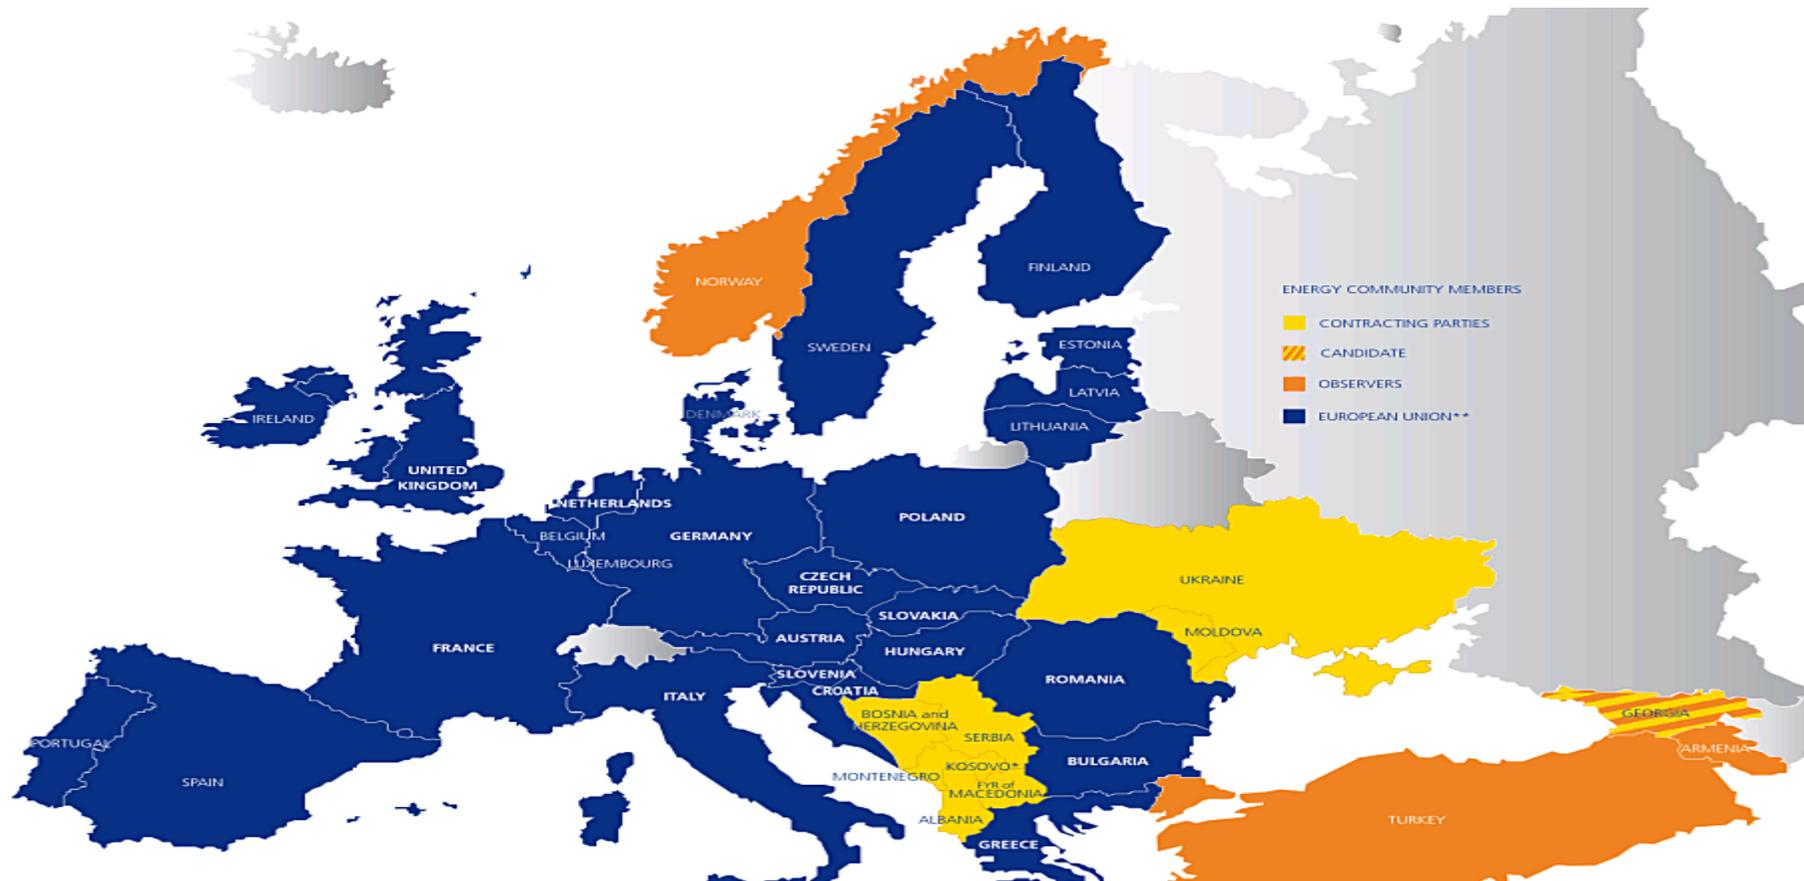 NORWAY
FINLAND
ENERGY COMMUNITY MEMBERS
CONTRACTING PARTIES
CANDIDATE
OBSERVERS
EUROPEAN UNION**
SWEDEN
ESTONIA
LATVIA
LITHUANIA
DENMARK
IRELAND
UNITED
KINGDOM
NETHERLANDS
BELGIUM
LUXEMBOURG
GERMANY
POLAND
CZECH
REPUBLIC
SLOVAKIA
UKRAINE
MOLDOVA
FRANCE
AUSTRIA
HUNGARY
SLOVENIA
CROATIA
ITALY
ROMANIA
BOSNIA and
HERZEGOVINA
SERBIA
GEORGIA
ARMENIA
PORTUGAL
SPAIN
MONTENEGRO
KOSOVO*
BULGARIA
FYR of
MACEDONIA
ALBANIA
GREECE
TURKEY